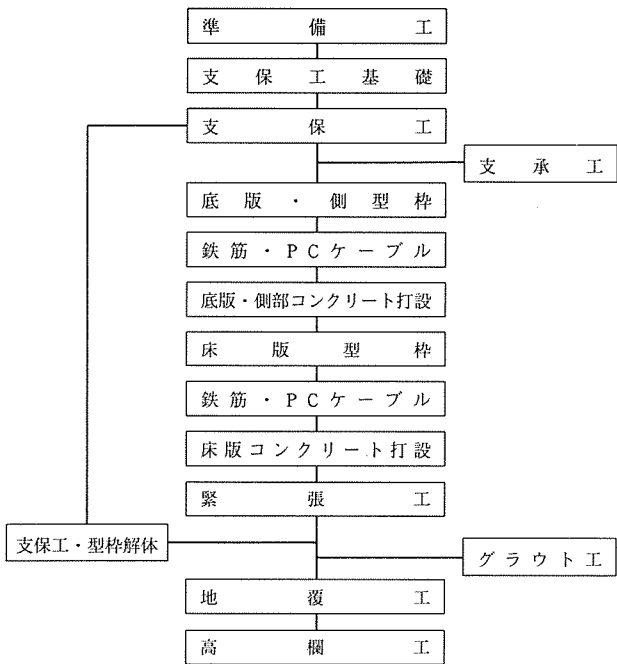 準備工
支保工基礎
支保工
支承工
底版・側型枠
鉄筋・PCケーブル
底版・側部コンクリート打設
床版型枠
鉄筋・PCケーブル
床版コンクリート打設
緊張工
支保工・型枠解体
グラウト工
地覆工
高欄工